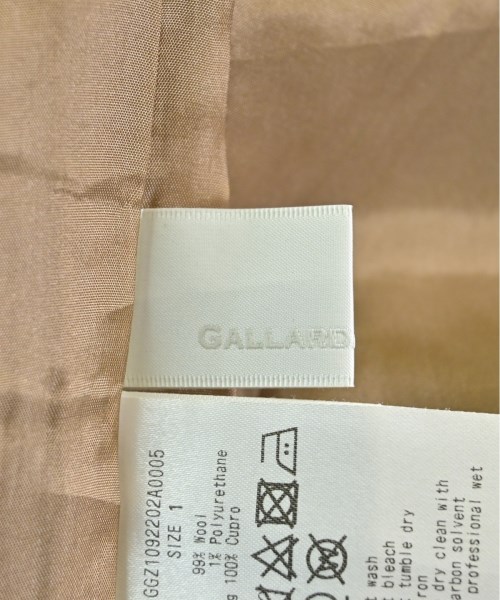 GALLARD
GGZ1092202A0005
SIZE 1
99% Wool
1% Polyurethane
g 100% Cupro
t wash
t bleach
t tumble dry
ron
dry clean with
arbon solvent
professional wet